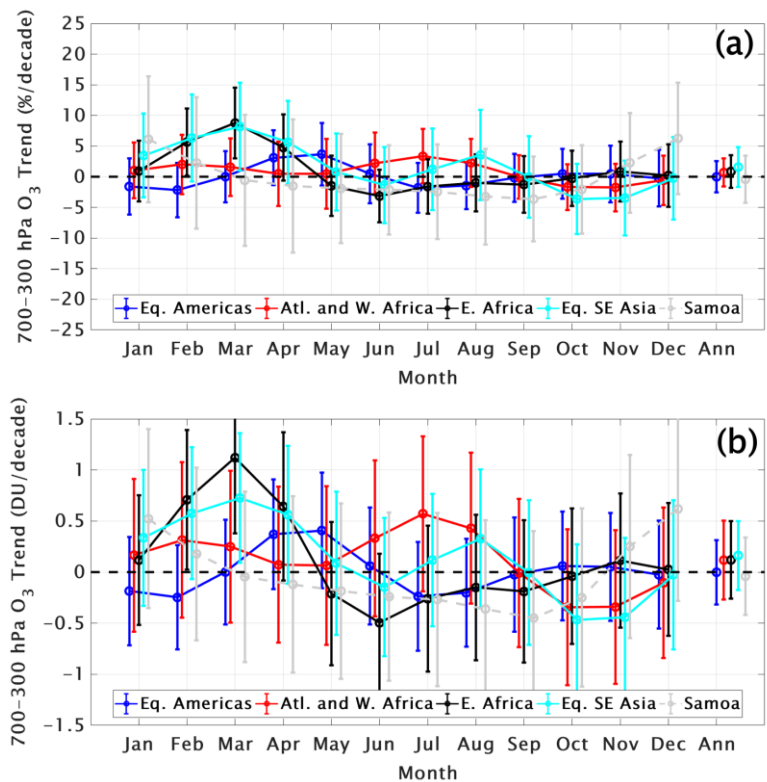 (a)
700-300 hPa O3 Trend (%/decade)
25
20
15
10
5
0
-5
-10
-15
-20
-25
Eq. Americas Atl. and W. Africa E. Africa Eq. SE Asia Samoa
Jan Feb Mar Apr May Jun Jul Aug Sep Oct Nov Dec Ann
Month
(b)
700-300 hPa O3 Trend (DU/decade)
1.5
1
0.5
0
-0.5
-1
-1.5
Eq. Americas Atl. and W. Africa E. Africa Eq. SE Asia Samoa
Jan Feb Mar Apr May Jun Jul Aug Sep Oct Nov Dec Ann
Month